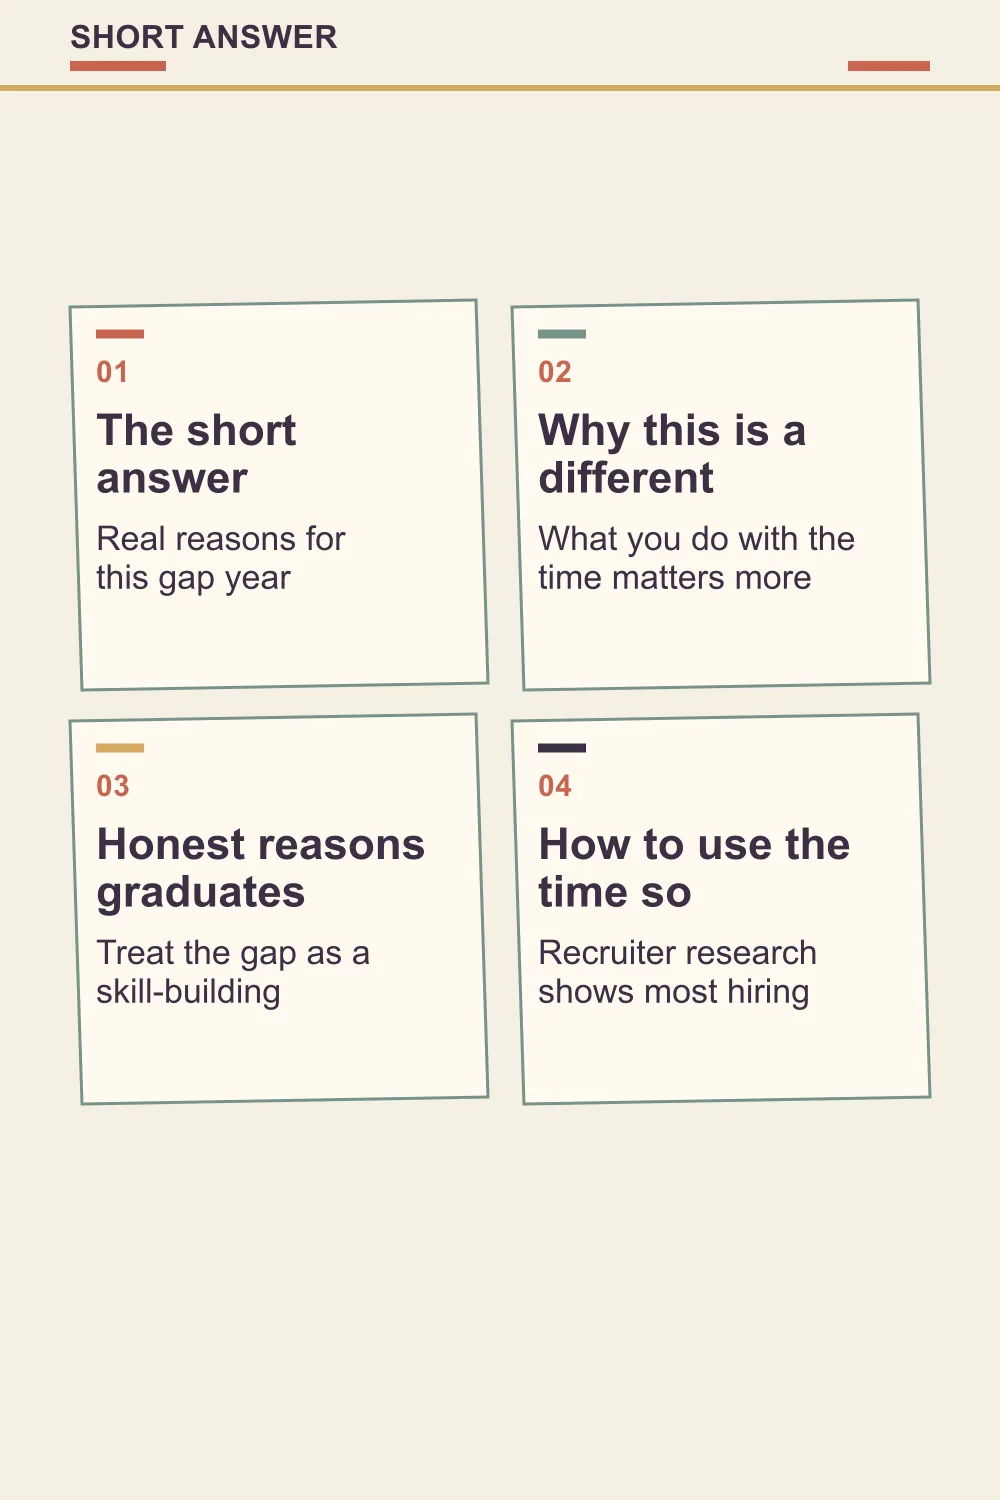 SHORT ANSWER
01
The short
answer
Real reasons for
this gap year
02
Why this is a
different
What you do with the
time matters more
03
Honest reasons
graduates
Treat the gap as a
skill-building
04
How to use the
time so
Recruiter research
shows most hiring